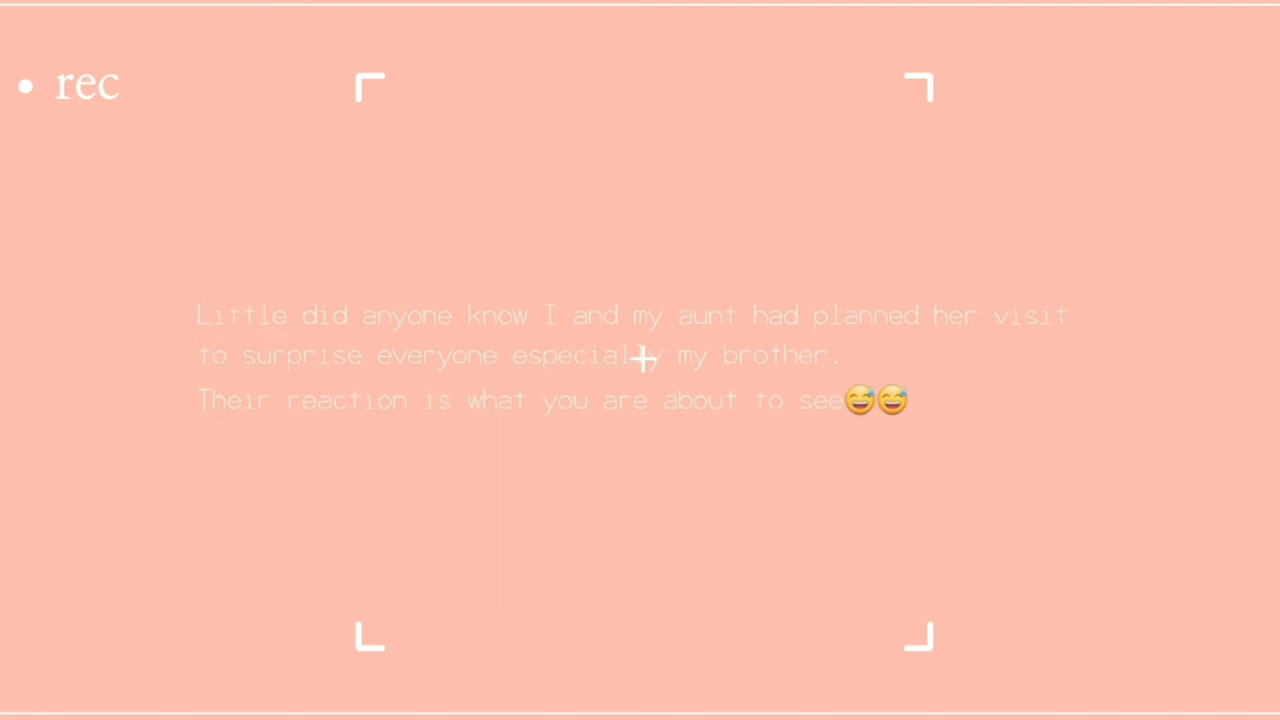 • rec
Little did anyone know I and my aunt had planned her visit
to surprise everyone especially my brother.
Their reaction is what you are about to see😅😅